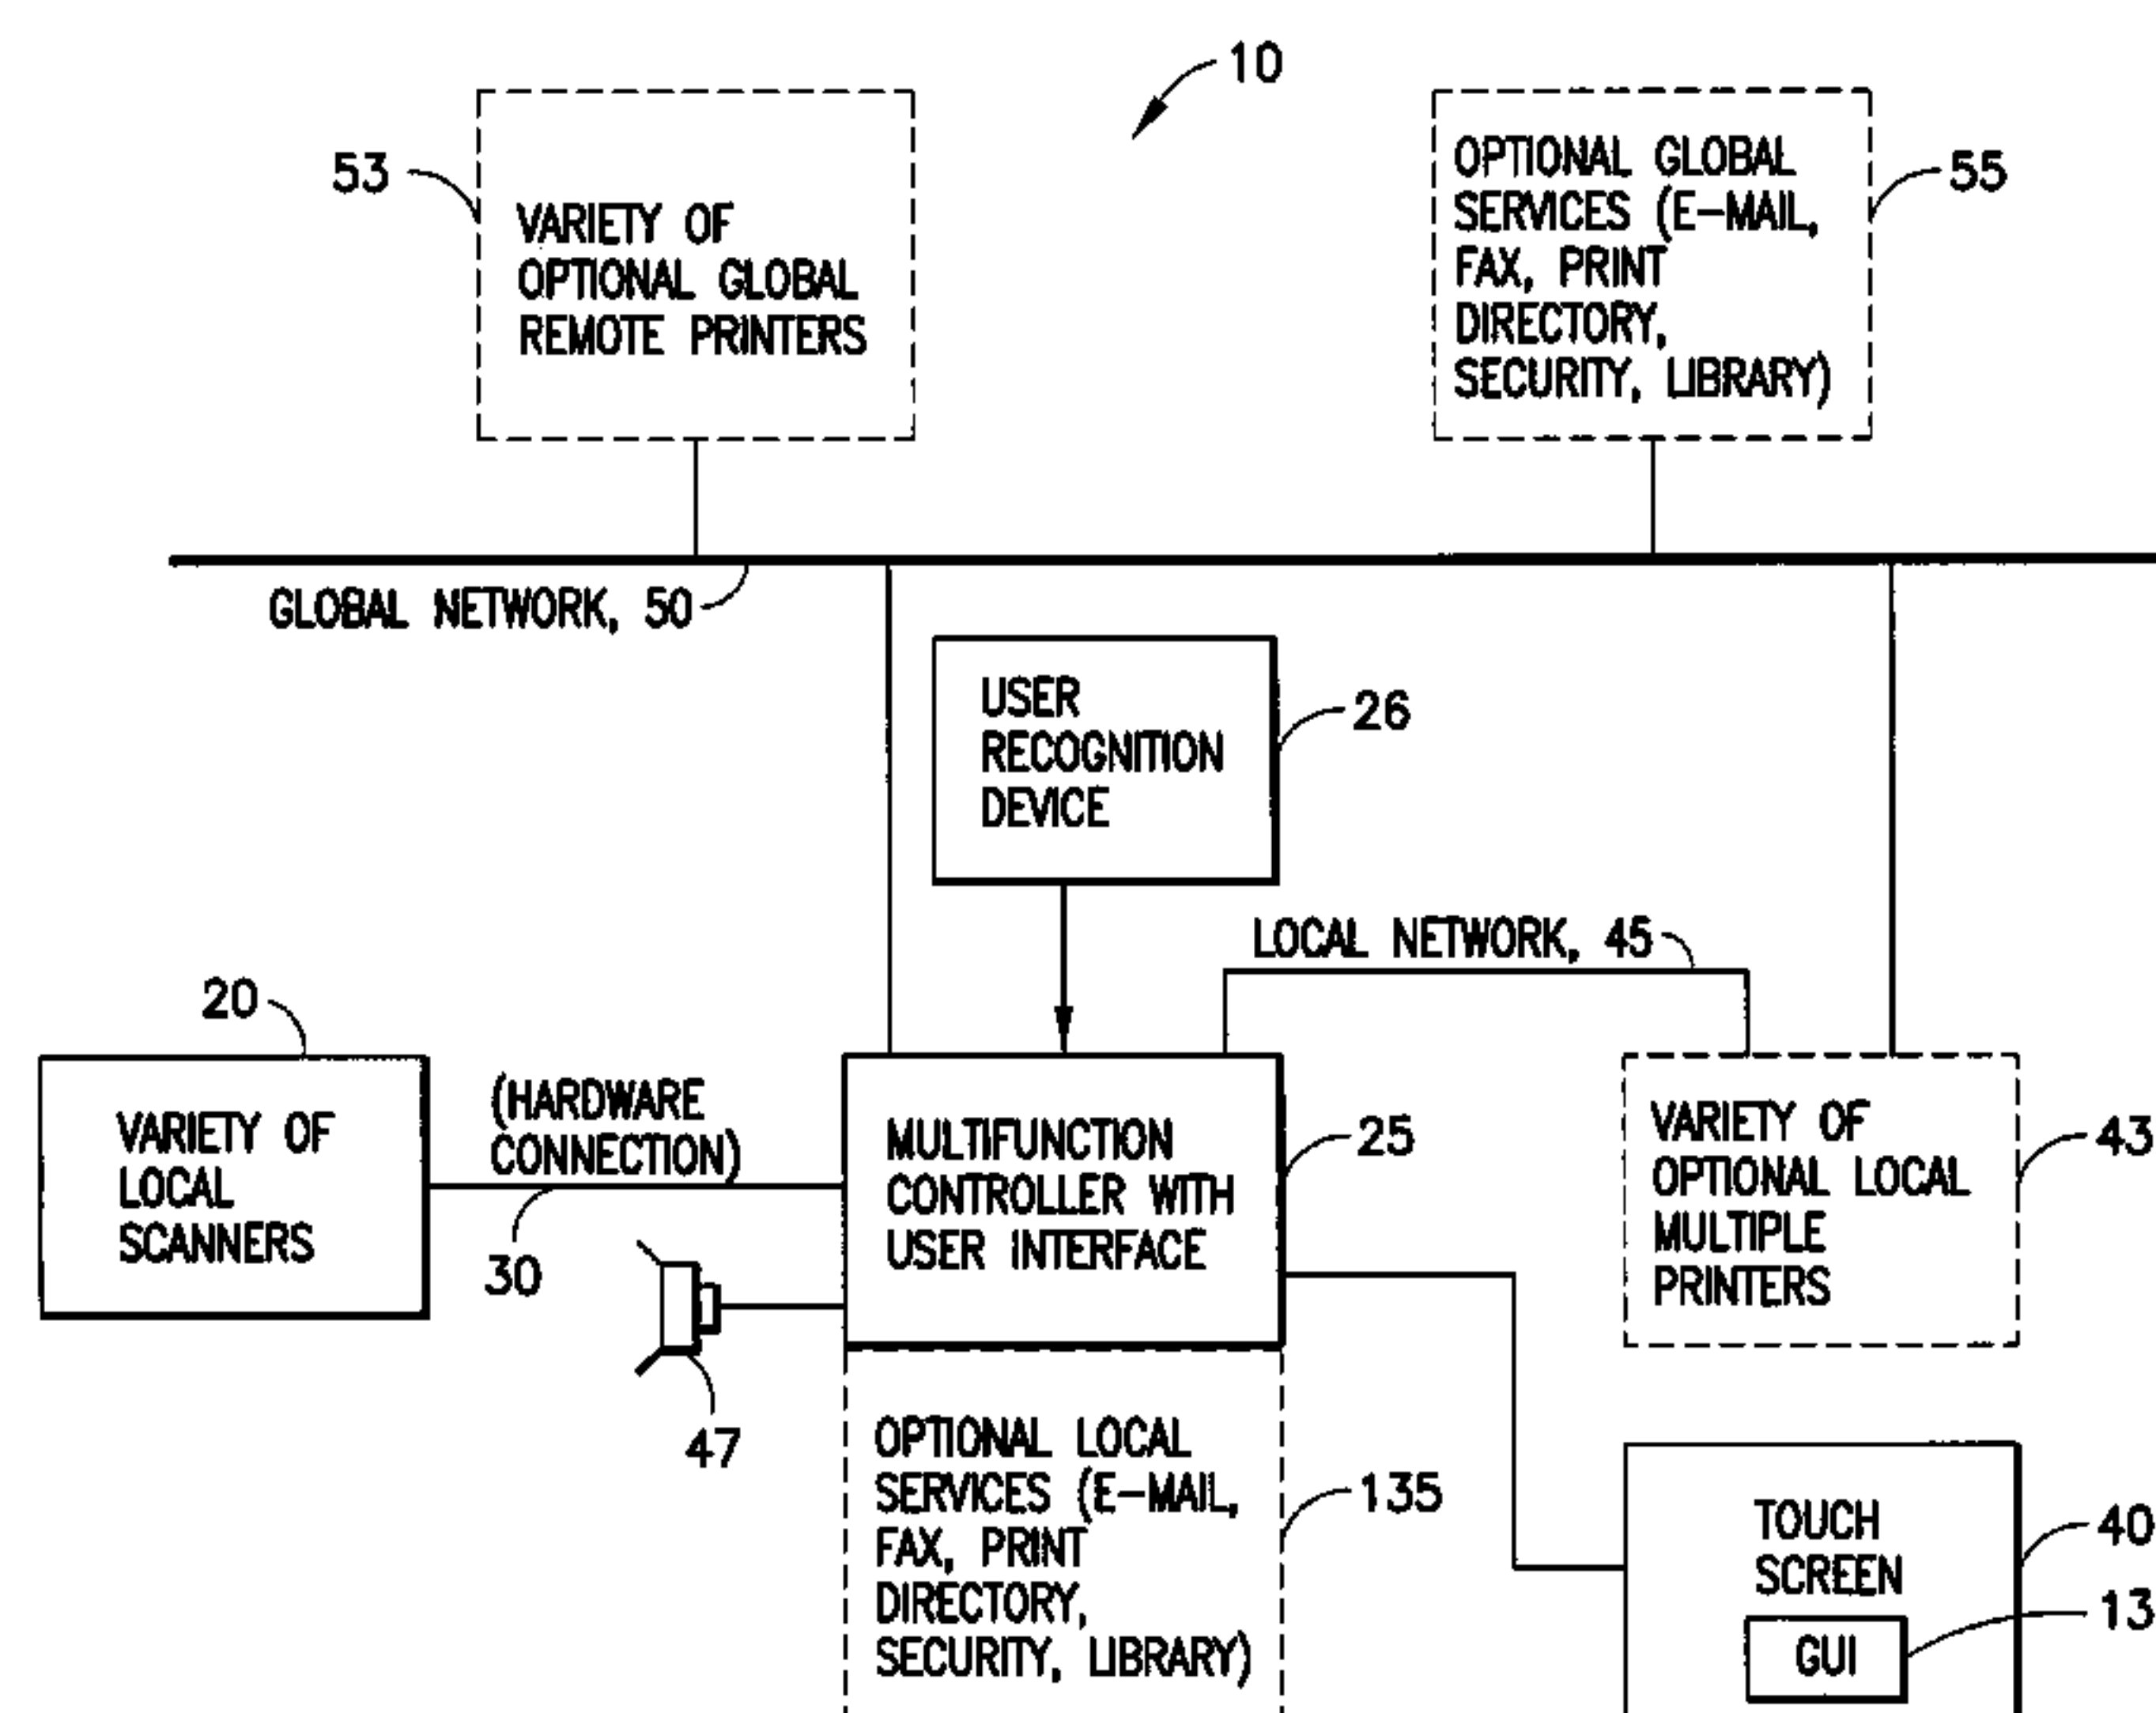 10
53
VARIETY OF
OPTIONAL GLOBAL
REMOTE PRINTERS
OPTIONAL GLOBAL
SERVICES (E-MAIL,
FAX, PRINT
DIRECTORY,
SECURITY, LIBRARY)
55
GLOBAL NETWORK, 50
USER
RECOGNITION
DEVICE
26
LOCAL NETWORK, 45
20
VARIETY OF
LOCAL
SCANNERS
(HARDWARE
CONNECTION)
30
MULTIFUNCTION
CONTROLLER WITH
USER INTERFACE
25
VARIETY OF
OPTIONAL LOCAL
MULTIPLE
PRINTERS
43
47
OPTIONAL LOCAL
SERVICES (E-MAIL,
FAX, PRINT
DIRECTORY,
SECURITY, LIBRARY)
135
TOUCH
SCREEN
40
GUI
13